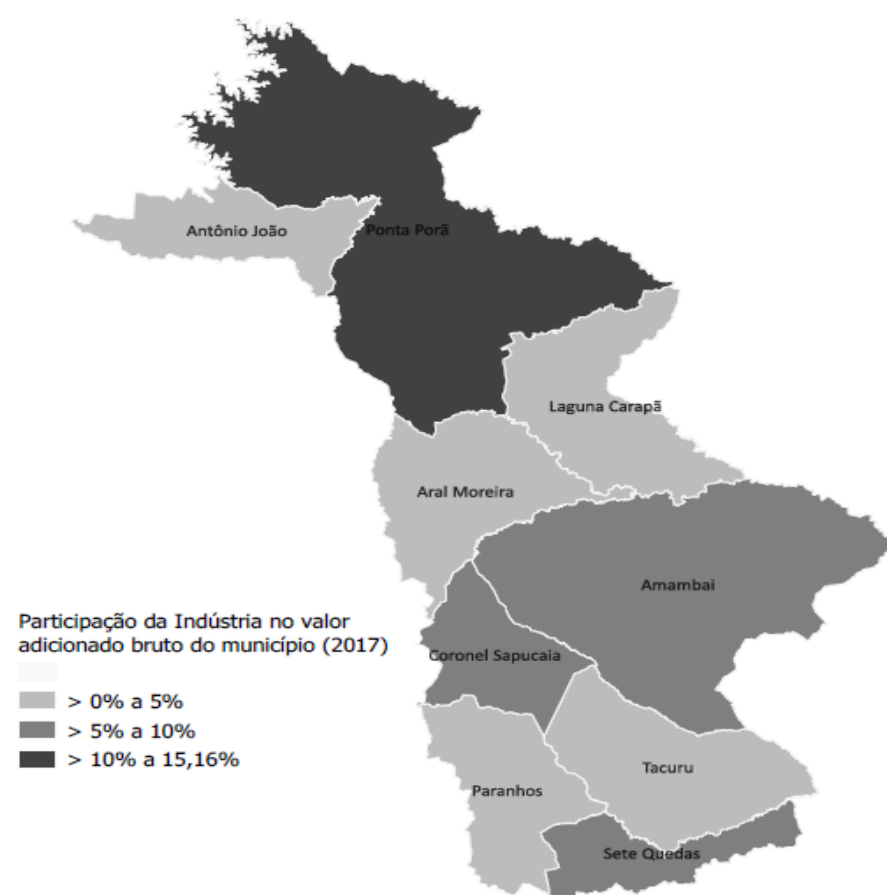 Antônio João
Ponta Porã
Laguna Carapã
Aral Moreira
Amambai
Participação da Indústria no valor
adicionado bruto do município (2017)
Coronel Sapucaia
> 0% a 5%
> 5% a 10%
> 10% a 15,16%
Tacuru
Paranhos
Sete Quedas